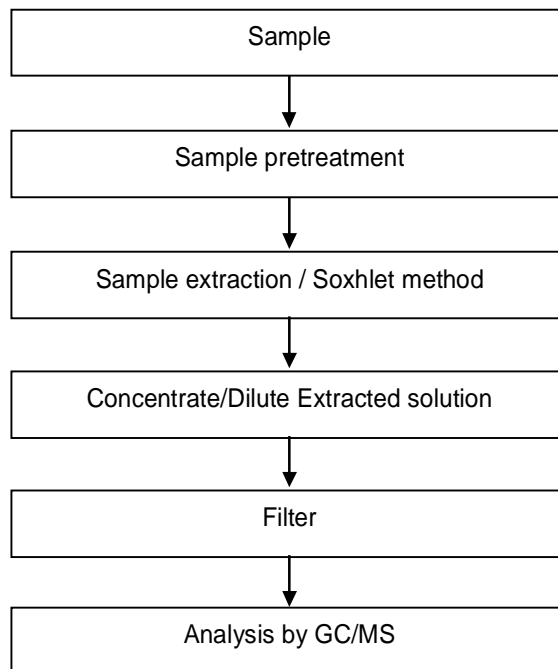 Sample
Sample pretreatment
Sample extraction / Soxhlet method
Concentrate/Dilute Extracted solution
Filter
Analysis by GC/MS